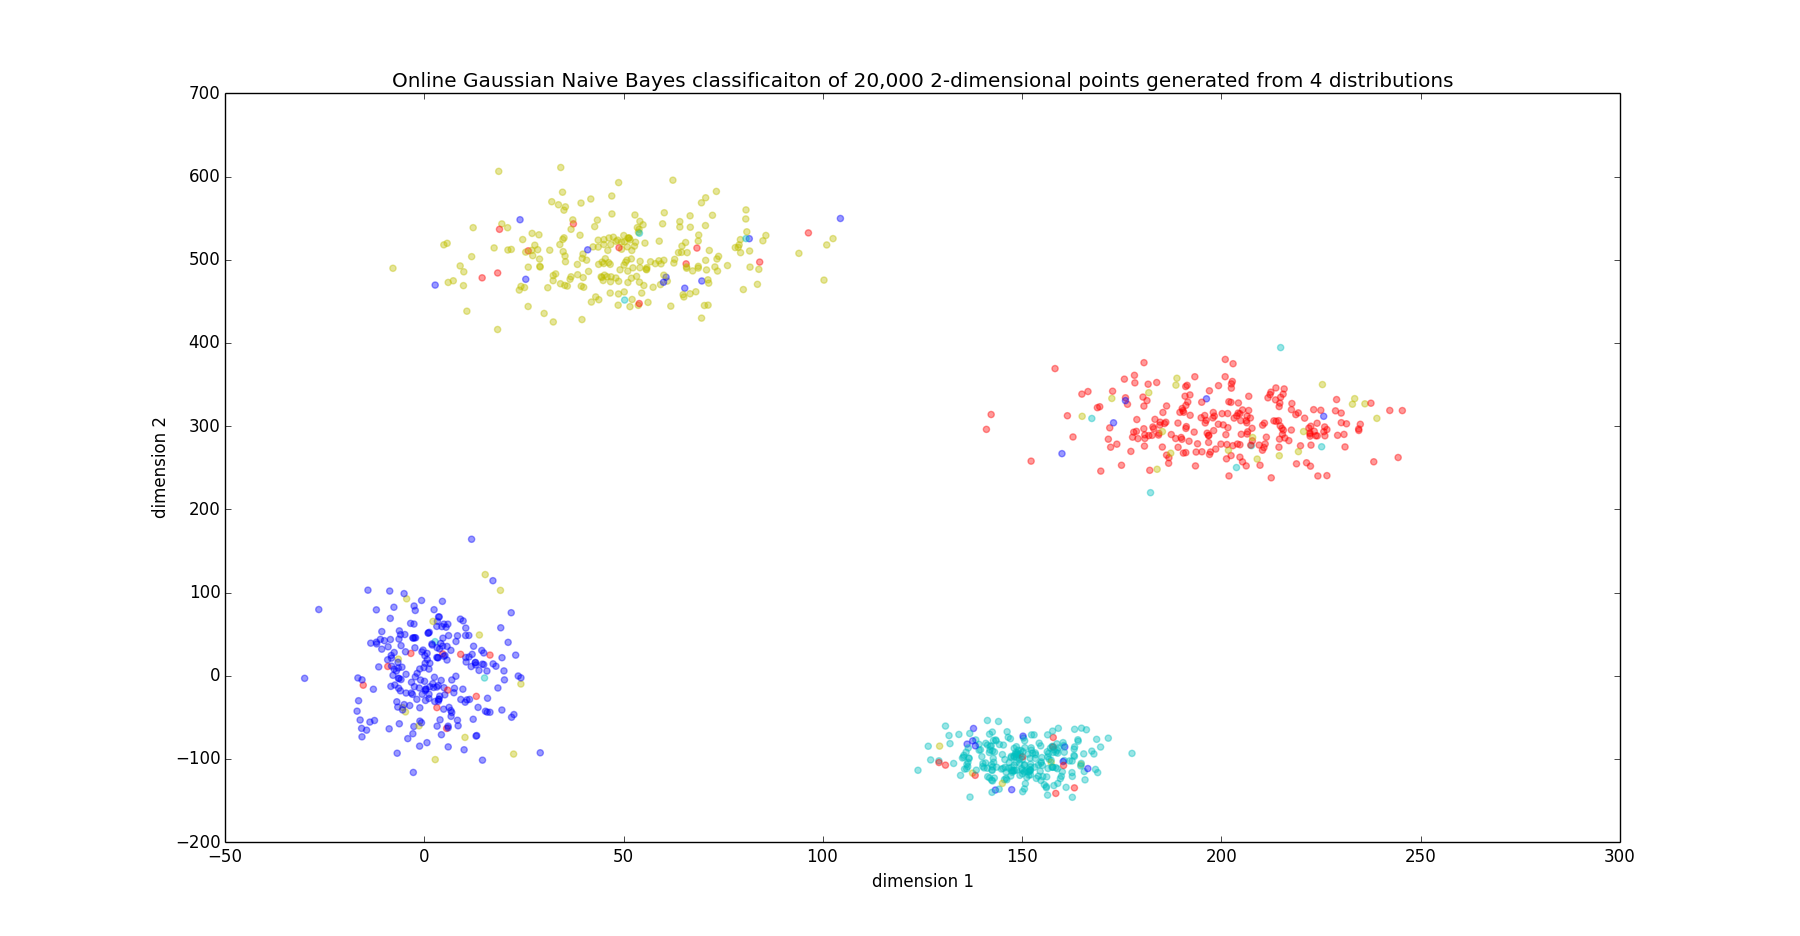 Online Gaussian Naive Bayes classificaiton of 20,000 2-dimensional points generated from 4 distributions
700
600
500
400
300
200
100
0
−100
−200
dimension 2
−50 0 50 100 150 200 250 300
dimension 1